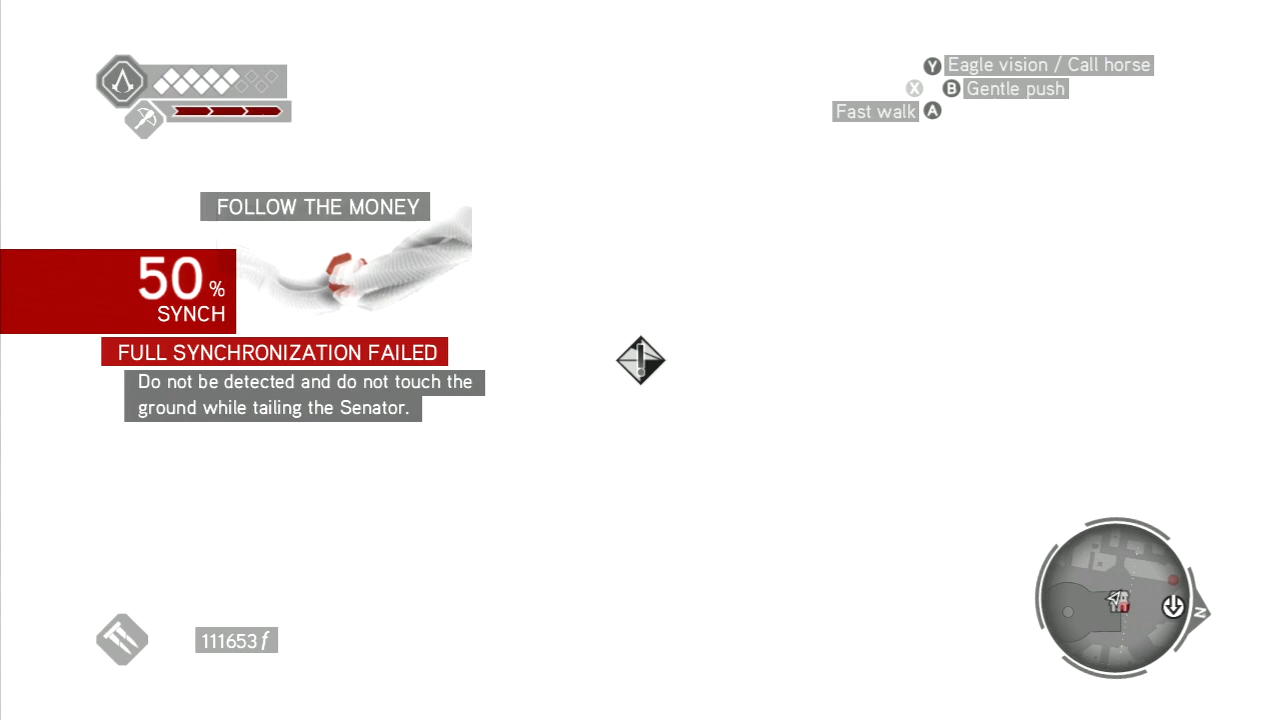 Y Eagle vision / Call horse
X B Gentle push
Fast walk A
FOLLOW THE MONEY
50 %
SYNCH
FULL SYNCHRONIZATION FAILED
Do not be detected and do not touch the
ground while tailing the Senator.
111653 ƒ
N